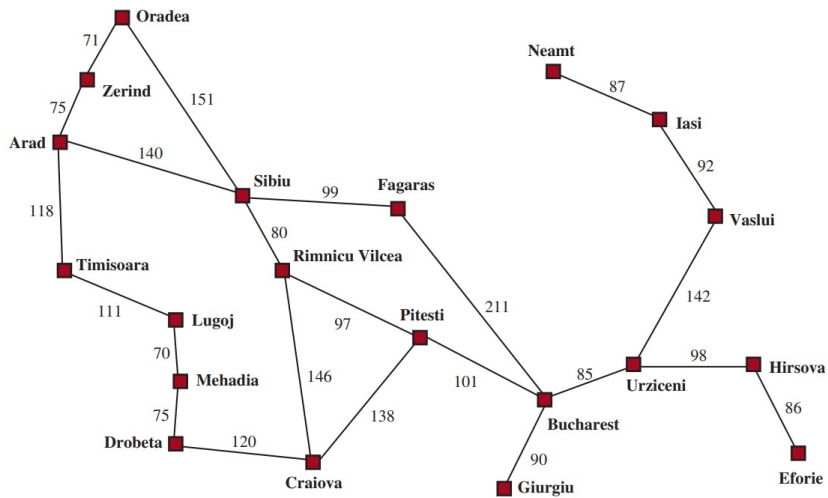 Oradea
71
Neamt
87
Zerind
151
75
Iasi
Arad
140
92
Sibiu
Fagaras
99
118
80
Vaslui
Timisoara
Rimnicu Vilcea
111
Lugoj
97
Pitesti
211
142
70
146
101
85
98
Mehadia
Urziceni
Hirsova
75
138
86
Drobeta
120
Bucharest
90
Craiova
Giurgiu
Eforie